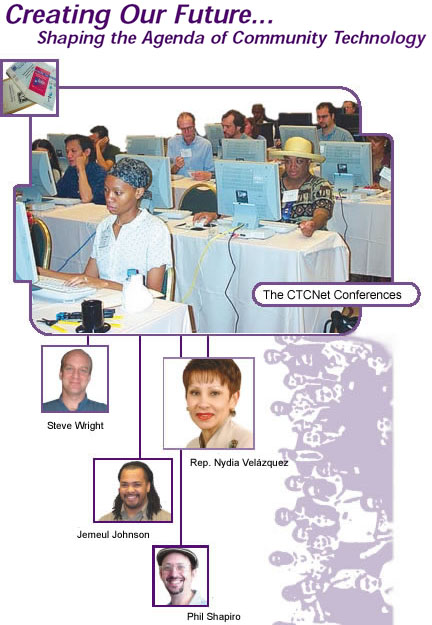 Creating Our Future...
Shaping the Agenda of Community Technology
The CTCNet Conferences
Steve Wright
Rep. Nydia Velázquez
Jemeul Johnson
Phil Shapiro